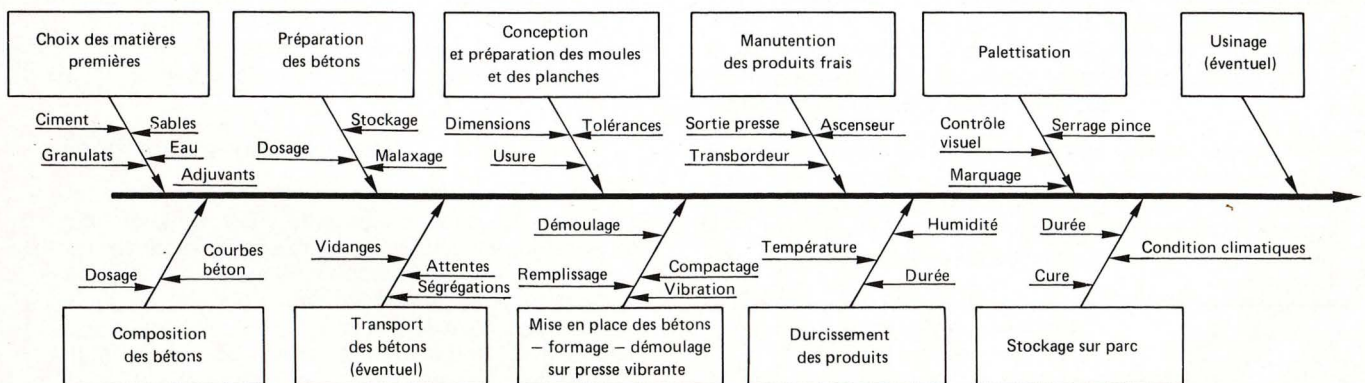 Choix des matières
premières
Préparation
des bétons
Conception
et préparation des moules
et des planches
Manutention
des produits frais
Palettisation
Usinage
(éventuel)
Ciment
Sables
Granulats
Eau
Adjuvants
Stockage
Dosage
Malaxage
Dimensions
Tolérances
Usure
Sortie presse
Ascenseur
Transbordeur
Contrôle
visuel
Serrage pince
Marquage
Dosage
Courbes
béton
Vidanges
Attentes
Ségrégations
Démoulage
Remplissage
Compactage
Vibration
Humidité
Température
Durée
Durée
Condition climatiques
Cure
Composition
des bétons
Transport
des bétons
(éventuel)
Mise en place des bétons
– formage – démoulage
sur presse vibrante
Durcissement
des produits
Stockage sur parc